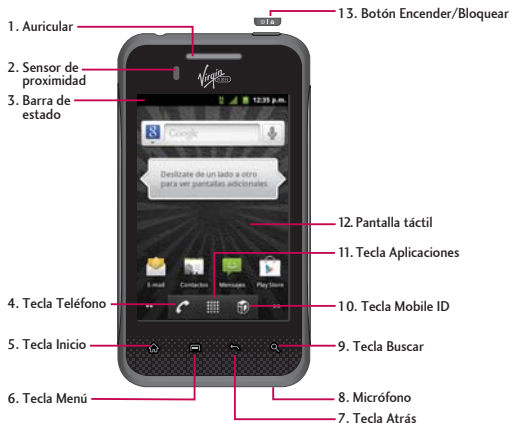 13. Botón Encender/Bloquear
1. Auricular
2. Sensor de
proximidad
3. Barra de
estado
Virgin
12:35 p.m.
Google
Deslízate de un lado a otro
para ver pantallas adicionales
12. Pantalla táctil
11. Tecla Aplicaciones
E-mail
Contactos
Mensajes
Play Store
4. Tecla Teléfono
10. Tecla Mobile ID
5. Tecla Inicio
9. Tecla Buscar
6. Tecla Menú
8. Micrófono
7. Tecla Atrás